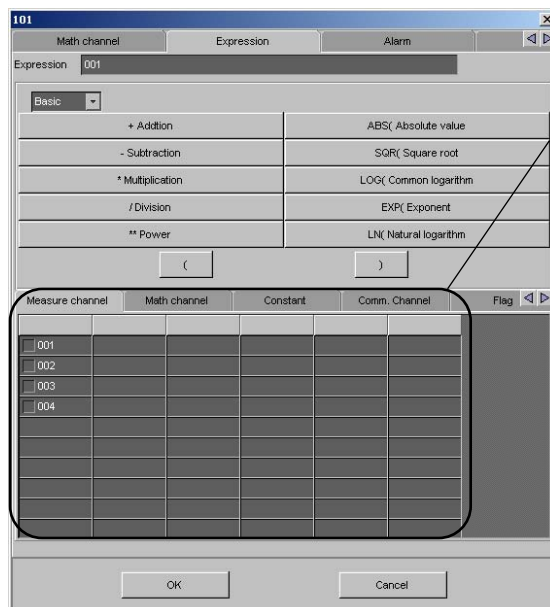 101
Math channel Expression Alarm
Expression 001
Basic
+ Addtion ABS( Absolute value
- Subtraction SQR( Square root
* Multiplication LOG( Common logarithm
/ Division EXP( Exponent
** Power LN( Natural logarithm
( )
Measure channel Math channel Constant Comm. Channel Flag
001
002
003
004
OK Cancel